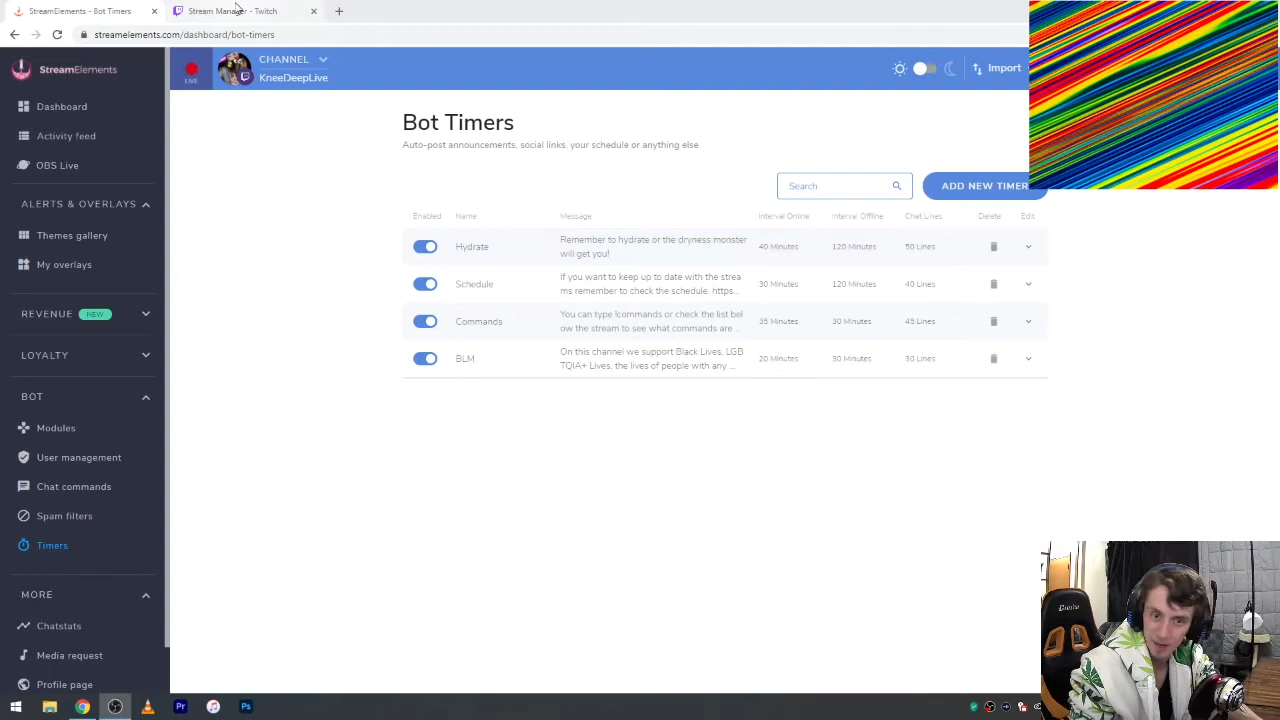 StreamElements - Bot Timers
Stream Manager - Twitch
streamelements.com/dashboard/bot-timers
StreamElements
LIVE
CHANNEL
KneeDeepLive
Import
Dashboard
Activity feed
OBS Live
ALERTS & OVERLAYS
Themes gallery
My overlays
REVENUE NEW
LOYALTY
BOT
Modules
User management
Chat commands
Spam filters
Timers
MORE
Chatstats
Media request
Profile page
Bot Timers
Auto-post announcements, social links, your schedule or anything else
Search
ADD NEW TIMER
Enabled Name Message Interval Online Interval Offline Chat Lines Delete Edit
Hydrate Remember to hydrate or the dryness monster 40 Minutes 120 Minutes 50 Lines
will get you!
Schedule If you want to keep up to date with the strea 30 Minutes 120 Minutes 40 Lines
ms remember to check the schedule. https...
Commands You can type !commands or check the list bel 35 Minutes 30 Minutes 45 Lines
ow the stream to see what commands are ...
BLM On this channel we support Black Lives, LGB 20 Minutes 30 Minutes 30 Lines
TQIA+ Lives, the lives of people with any ...
Pr
Ps